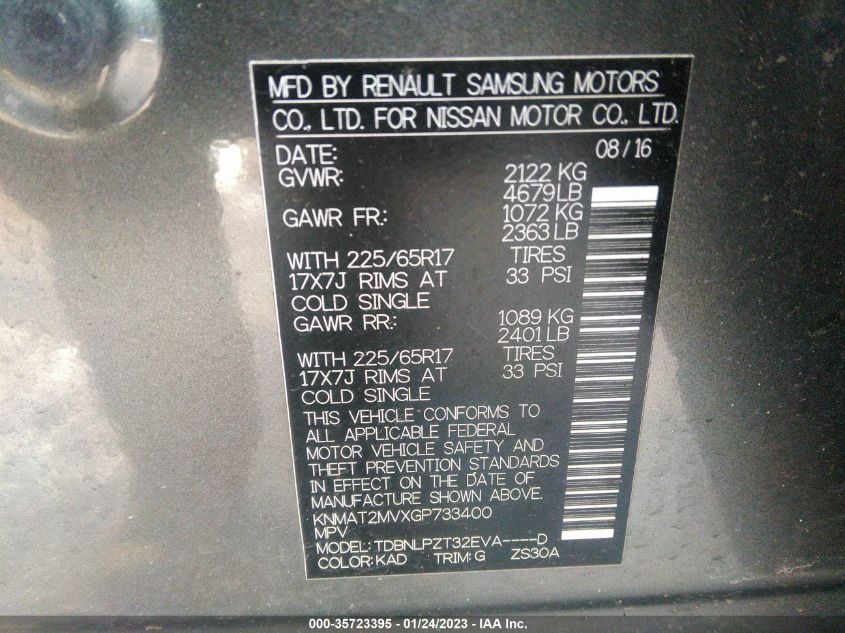 MFD BY RENAULT SAMSUNG MOTORS
CO., LTD. FOR NISSAN MOTOR CO., LTD.
DATE: 08/16
GVWR: 2122 KG
4679LB
GAWR FR.: 1072 KG
2363LB
WITH 225/65R17 TIRES
17X7J RIMS AT 33 PSI
COLD SINGLE
GAWR RR.: 1089 KG
2401LB
WITH 225/65R17 TIRES
17X7J RIMS AT 33 PSI
COLD SINGLE
THIS VEHICLE CONFORMS TO
ALL APPLICABLE FEDERAL
MOTOR VEHICLE SAFETY AND
THEFT PREVENTION STANDARDS
IN EFFECT ON THE DATE OF
MANUFACTURE SHOWN ABOVE.
KNMAT2MVXGP733400
MPV
MODEL:TDBNLPZT32EVA----D
COLOR:KAD TRIM:G ZS30A
000-35723395 - 01/24/2023 - IAA Inc.